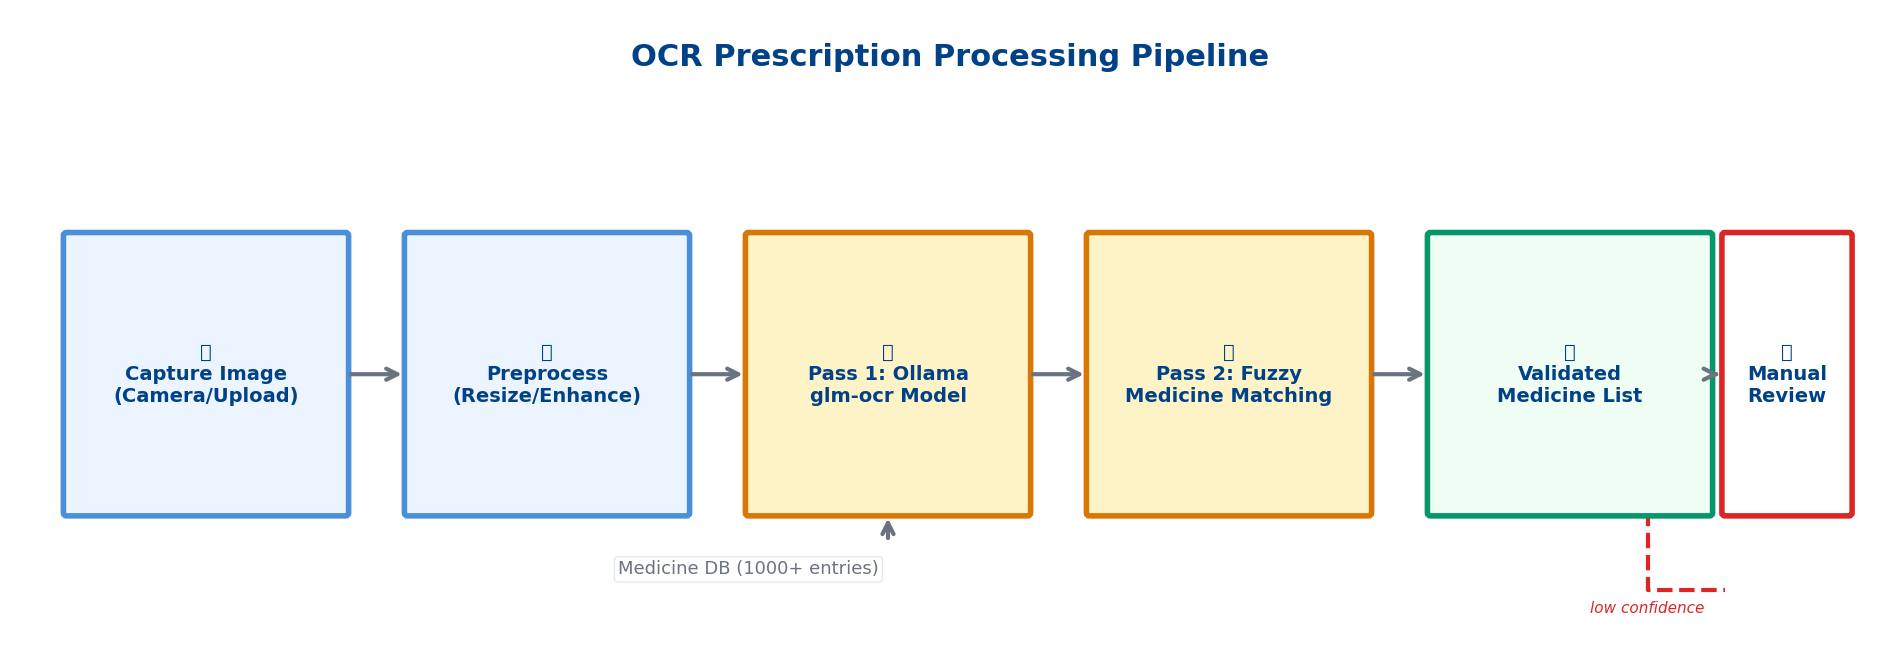 OCR Prescription Processing Pipeline
Capture Image
(Camera/Upload)
Preprocess
(Resize/Enhance)
Pass 1: Ollama
glm-ocr Model
Pass 2: Fuzzy
Medicine Matching
Validated
Medicine List
Manual
Review
Medicine DB (1000+ entries)
low confidence